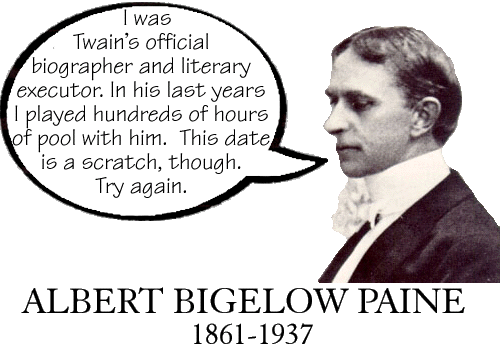 I was
Twain's official
biographer and literary
executor. In his last years
I played hundreds of hours
of pool with him.  This date
is a scratch, though.
Try again.
ALBERT BIGELOW PAINE
1861-1937